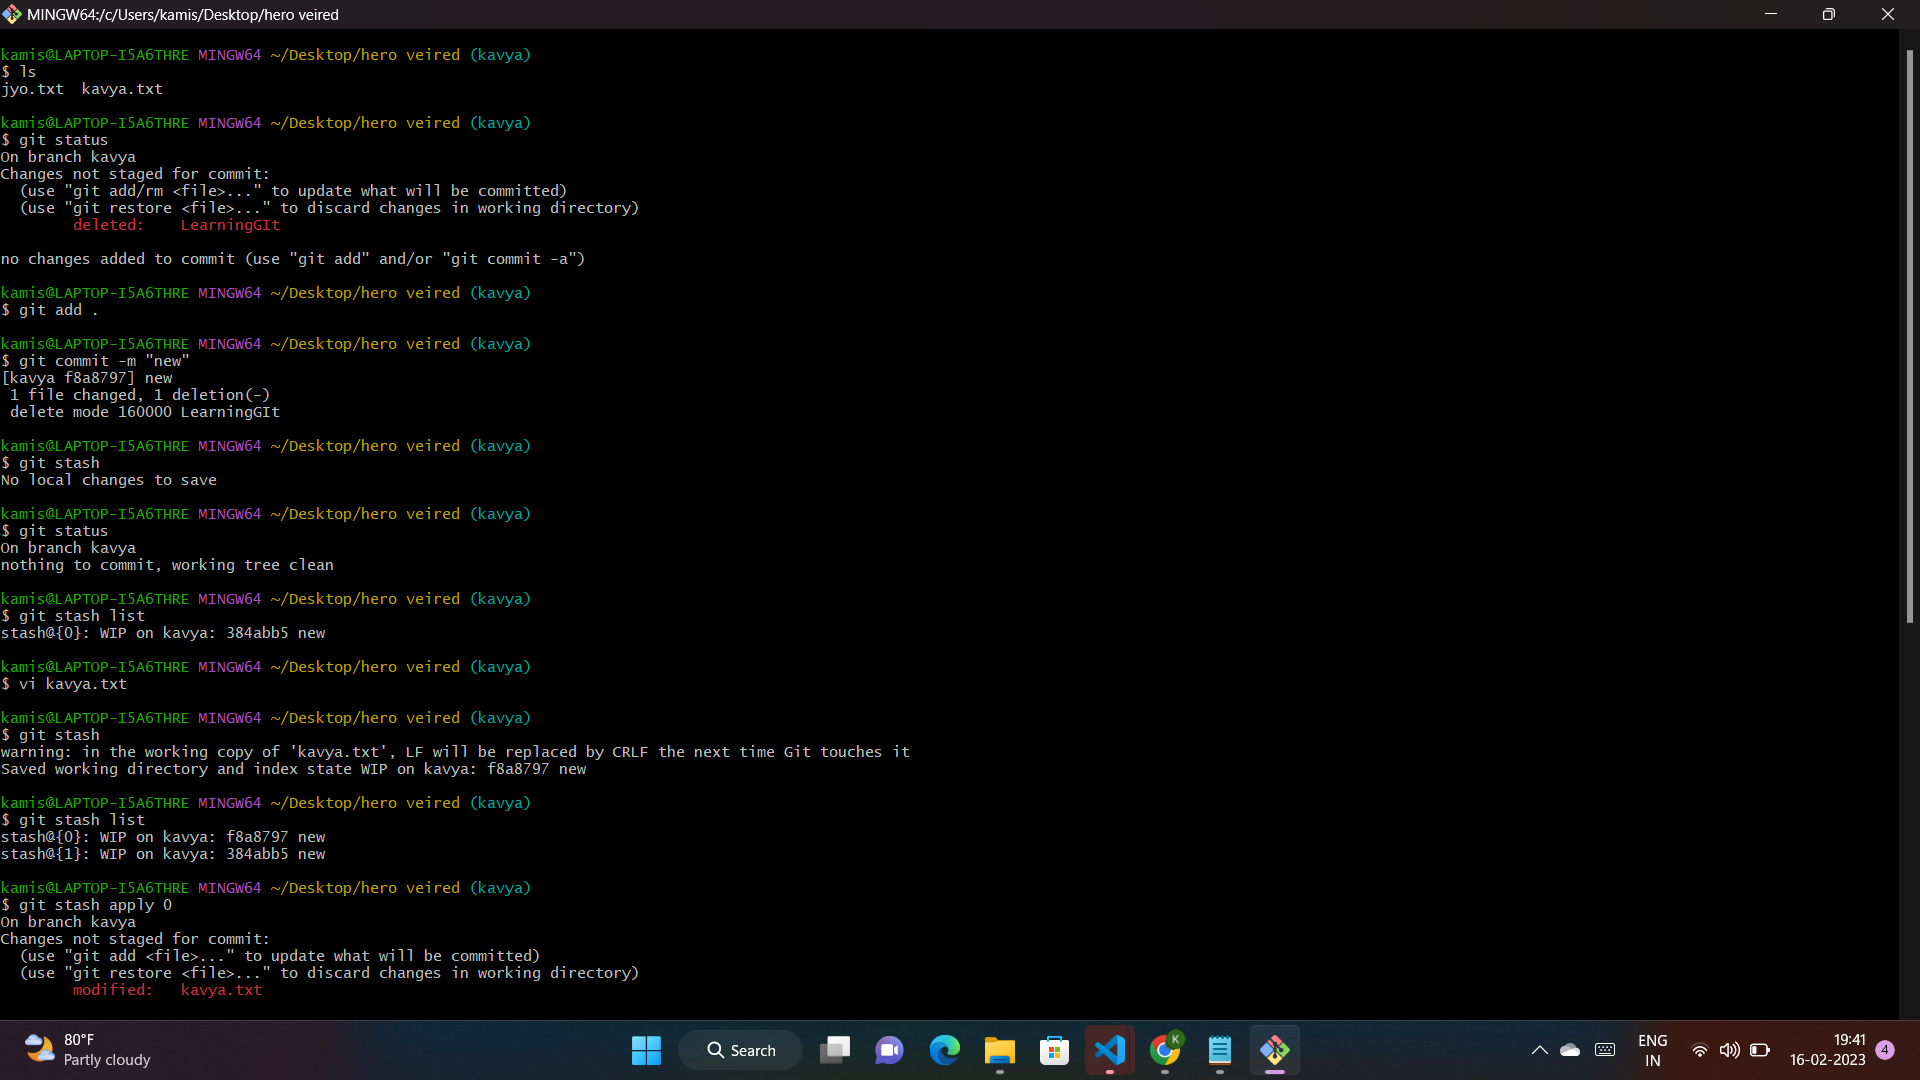 MINGW64:/c/Users/kamis/Desktop/hero veired
kamis@LAPTOP-I5A6THRE MINGW64 ~/Desktop/hero veired (kavya)
$ ls
jyo.txt  kavya.txt
kamis@LAPTOP-I5A6THRE MINGW64 ~/Desktop/hero veired (kavya)
$ git status
On branch kavya
Changes not staged for commit:
  (use "git add/rm <file>..." to update what will be committed)
  (use "git restore <file>..." to discard changes in working directory)
        deleted:    LearningGIt
no changes added to commit (use "git add" and/or "git commit -a")
kamis@LAPTOP-I5A6THRE MINGW64 ~/Desktop/hero veired (kavya)
$ git add .
kamis@LAPTOP-I5A6THRE MINGW64 ~/Desktop/hero veired (kavya)
$ git commit -m "new"
[kavya f8a8797] new
 1 file changed, 1 deletion(-)
 delete mode 160000 LearningGIt
kamis@LAPTOP-I5A6THRE MINGW64 ~/Desktop/hero veired (kavya)
$ git stash
No local changes to save
kamis@LAPTOP-I5A6THRE MINGW64 ~/Desktop/hero veired (kavya)
$ git status
On branch kavya
nothing to commit, working tree clean
kamis@LAPTOP-I5A6THRE MINGW64 ~/Desktop/hero veired (kavya)
$ git stash list
stash@{0}: WIP on kavya: 384abb5 new
kamis@LAPTOP-I5A6THRE MINGW64 ~/Desktop/hero veired (kavya)
$ vi kavya.txt
kamis@LAPTOP-I5A6THRE MINGW64 ~/Desktop/hero veired (kavya)
$ git stash
warning: in the working copy of 'kavya.txt', LF will be replaced by CRLF the next time Git touches it
Saved working directory and index state WIP on kavya: f8a8797 new
kamis@LAPTOP-I5A6THRE MINGW64 ~/Desktop/hero veired (kavya)
$ git stash list
stash@{0}: WIP on kavya: f8a8797 new
stash@{1}: WIP on kavya: 384abb5 new
kamis@LAPTOP-I5A6THRE MINGW64 ~/Desktop/hero veired (kavya)
$ git stash apply 0
On branch kavya
Changes not staged for commit:
  (use "git add <file>..." to update what will be committed)
  (use "git restore <file>..." to discard changes in working directory)
        modified:   kavya.txt
80°F
Partly cloudy
Search
K
ENG
IN
19:41
16-02-2023
4